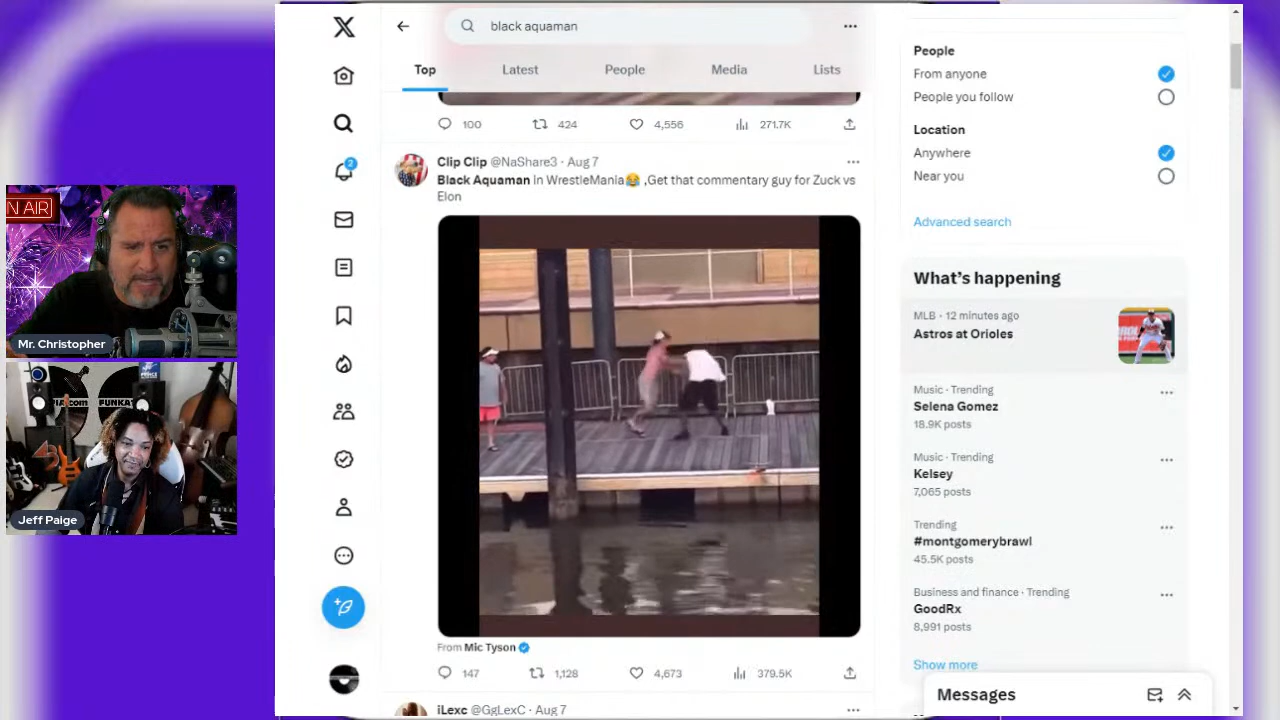 black aquaman
Top
Latest
People
Media
Lists
100
424
4,556
271.7K
Clip Clip @NaShare3 · Aug 7
Black Aquaman in WrestleMania😂 ,Get that commentary guy for Zuck vs
Elon
From Mic Tyson
147
1,128
4,673
379.5K
iLexc @GgLexC · Aug 7
2
People
From anyone
People you follow
Location
Anywhere
Near you
Advanced search
What's happening
MLB · 12 minutes ago
Astros at Orioles
Music · Trending
Selena Gomez
18.9K posts
Music · Trending
Kelsey
7,065 posts
Trending
#montgomerybrawl
45.5K posts
Business and finance · Trending
GoodRx
8,991 posts
Show more
Messages
N AIR
Mr. Christopher
Jeff Paige